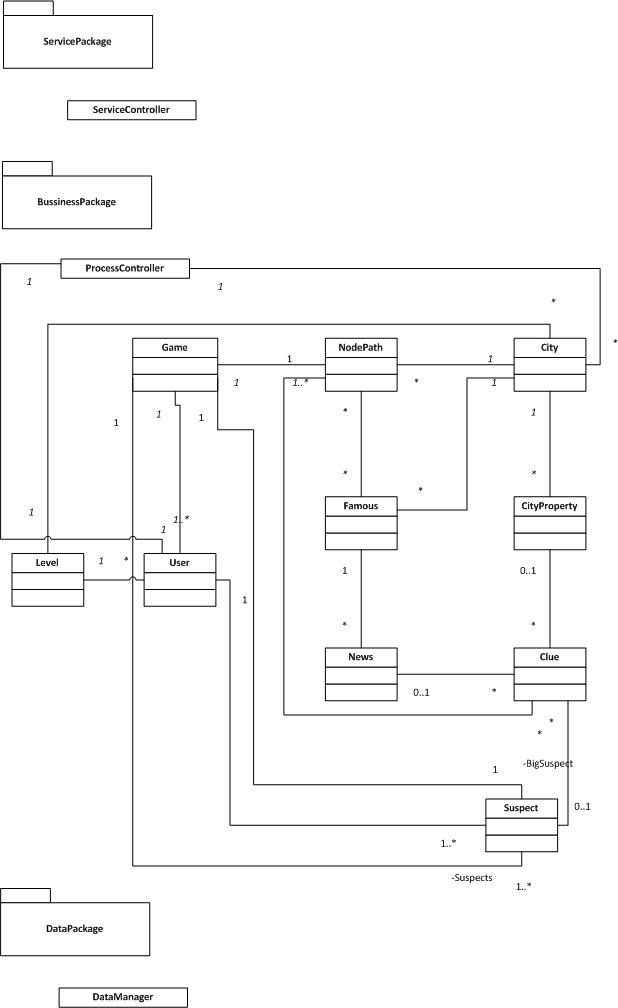 ServicePackage
ServiceController
BussinessPackage
ProcessController
1
1
*
*
Game
NodePath
City
1
1
1
1..*
*
1
1
1
1
*
1
*
*
*
1
1..*
1
Famous
CityProperty
Level
User
1
*
1
0..1
1
*
*
News
Clue
0..1
*
*
*
-BigSuspect
1
Suspect
0..1
1..*
-Suspects
1..*
DataPackage
DataManager